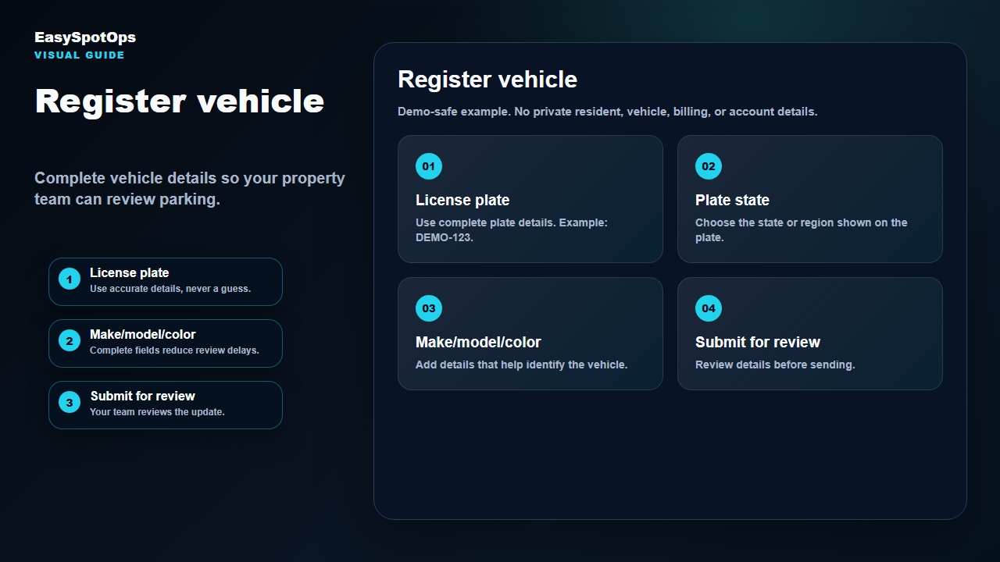 EasySpotOps
VISUAL GUIDE
Register vehicle
Complete vehicle details so your property
team can review parking.
1
License plate
Use accurate details, never a guess.
2
Make/model/color
Complete fields reduce review delays.
3
Submit for review
Your team reviews the update.
Register vehicle
Demo-safe example. No private resident, vehicle, billing, or account details.
01
License plate
Use complete plate details. Example:
DEMO-123.
02
Plate state
Choose the state or region shown on the
plate.
03
Make/model/color
Add details that help identify the vehicle.
04
Submit for review
Review details before sending.